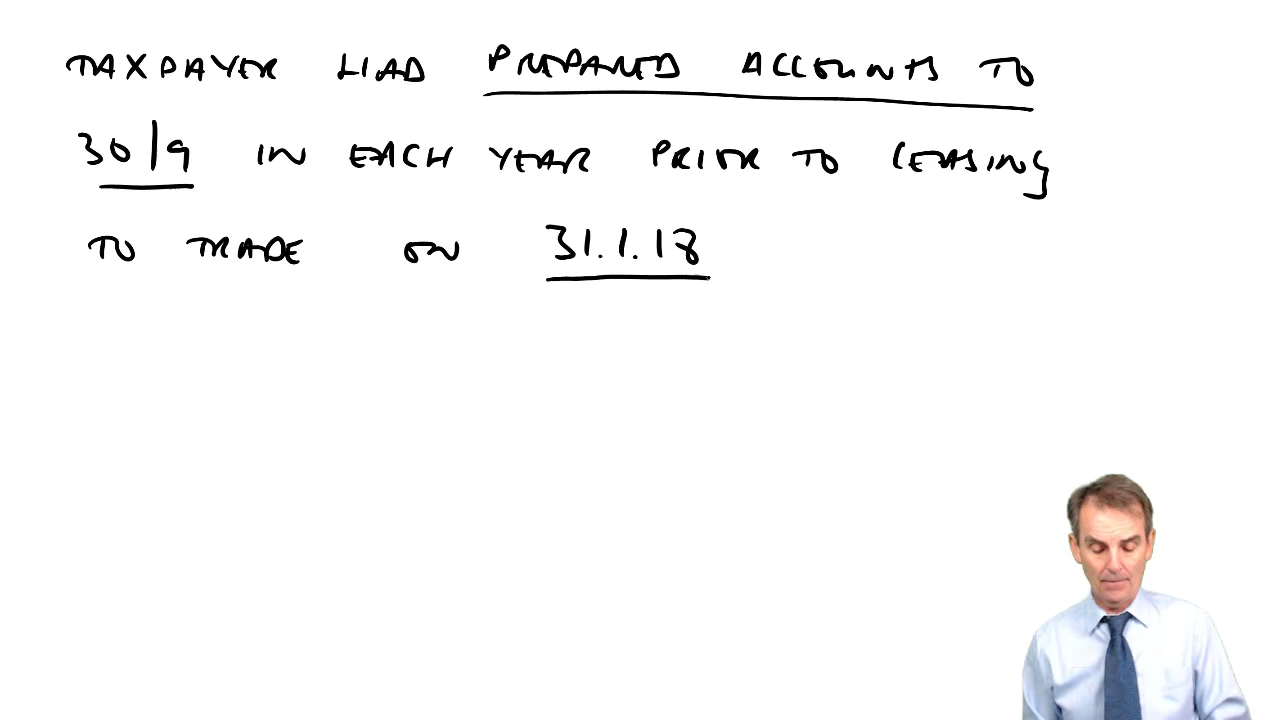 TAXPAYER HAD PREPARED ACCOUNTS TO
30/9 IN EACH YEAR PRIOR TO CEASING
TO TRADE ON 31.1.18